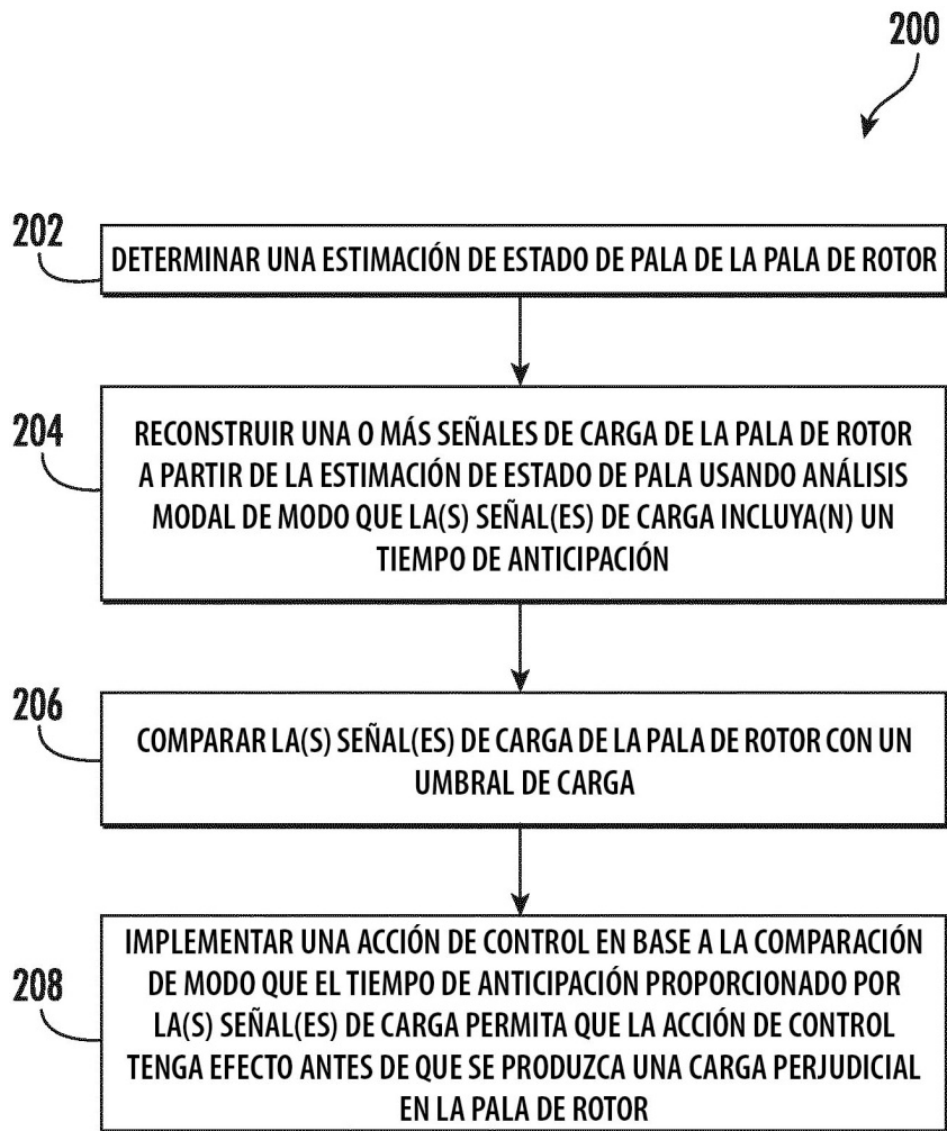 200
202
DETERMINAR UNA ESTIMACIÓN DE ESTADO DE PALA DE LA PALA DE ROTOR
204
RECONSTRUIR UNA O MÁS SEÑALES DE CARGA DE LA PALA DE ROTOR
A PARTIR DE LA ESTIMACIÓN DE ESTADO DE PALA USANDO ANÁLISIS
MODAL DE MODO QUE LA(S) SEÑAL(ES) DE CARGA INCLUYA(N) UN
TIEMPO DE ANTICIPACIÓN
206
COMPARAR LA(S) SEÑAL(ES) DE CARGA DE LA PALA DE ROTOR CON UN
UMBRAL DE CARGA
208
IMPLEMENTAR UNA ACCIÓN DE CONTROL EN BASE A LA COMPARACIÓN
DE MODO QUE EL TIEMPO DE ANTICIPACIÓN PROPORCIONADO POR
LA(S) SEÑAL(ES) DE CARGA PERMITA QUE LA ACCIÓN DE CONTROL
TENGA EFECTO ANTES DE QUE SE PRODUZCA UNA CARGA PERJUDICIAL
EN LA PALA DE ROTOR